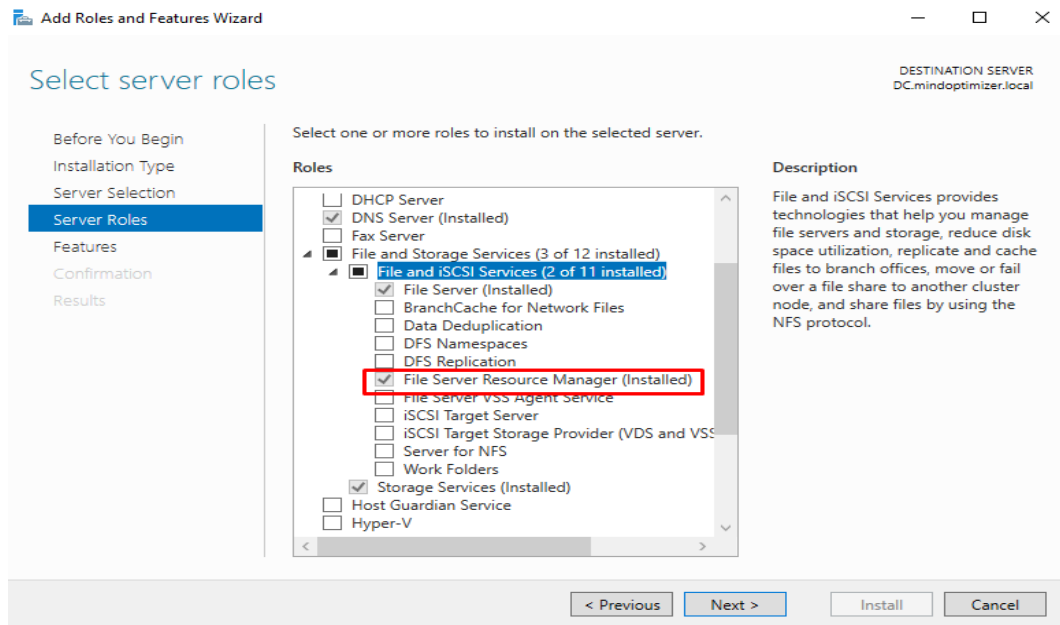 Add Roles and Features Wizard
Select server roles
DESTINATION SERVER
DC.mindoptimizer.local
Before You Begin
Installation Type
Server Selection
Server Roles
Features
Confirmation
Results
Select one or more roles to install on the selected server.
Roles
DHCP Server
DNS Server (Installed)
Fax Server
File and Storage Services (3 of 12 installed)
File and iSCSI Services (2 of 11 installed)
File Server (Installed)
BranchCache for Network Files
Data Deduplication
DFS Namespaces
DFS Replication
File Server Resource Manager (Installed)
File Server VSS Agent Service
iSCSI Target Server
iSCSI Target Storage Provider (VDS and VSS
Server for NFS
Work Folders
Storage Services (Installed)
Host Guardian Service
Hyper-V
Description
File and iSCSI Services provides
technologies that help you manage
file servers and storage, reduce disk
space utilization, replicate and cache
files to branch offices, move or fail
over a file share to another cluster
node, and share files by using the
NFS protocol.
< Previous
Next >
Install
Cancel